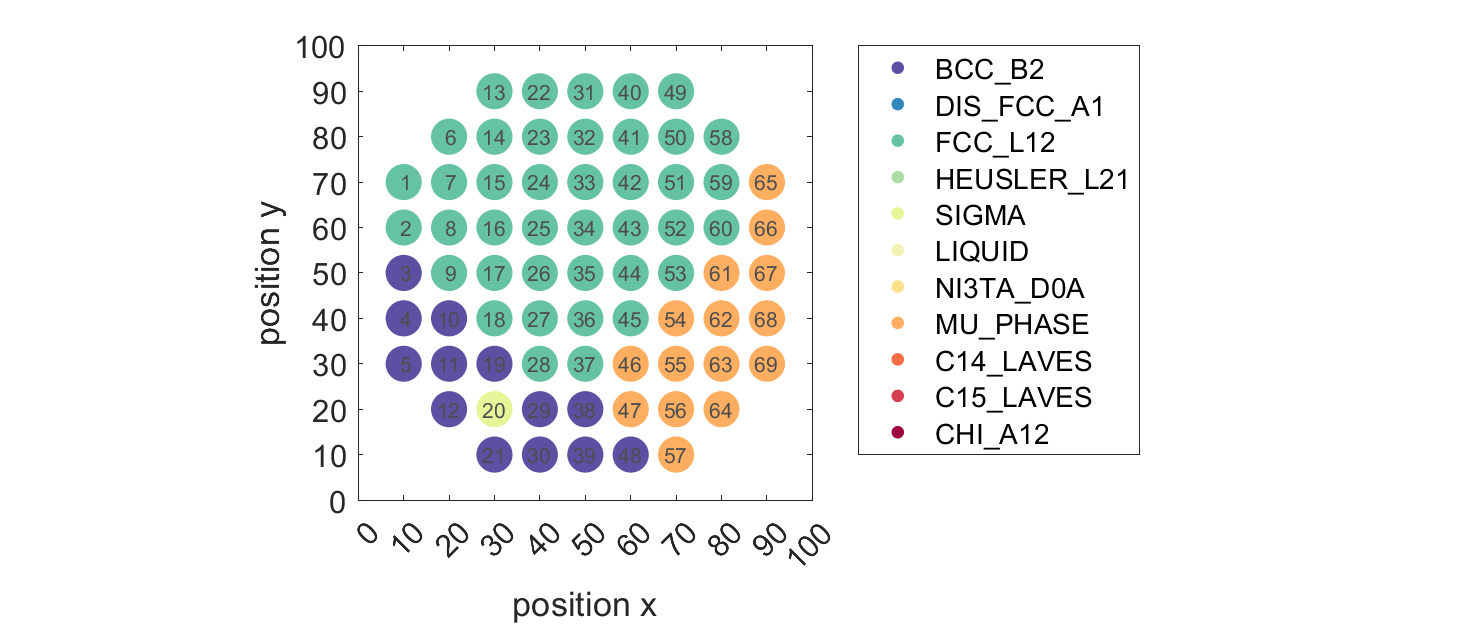 100
90
80
70
60
50
40
30
20
10
0
position y
13 22 31 40 49
6 14 23 32 41 50 58
1 7 15 24 33 42 51 59 65
2 8 16 25 34 43 52 60 66
3 9 17 26 35 44 53 61 67
4 10 18 27 36 45 54 62 68
5 11 19 28 37 46 55 63 69
12 20 29 38 47 56 64
21 30 39 48 57
0 10 20 30 40 50 60 70 80 90 100
position x
BCC_B2
DIS_FCC_A1
FCC_L12
HEUSLER_L21
SIGMA
LIQUID
NI3TA_D0A
MU_PHASE
C14_LAVES
C15_LAVES
CHI_A12